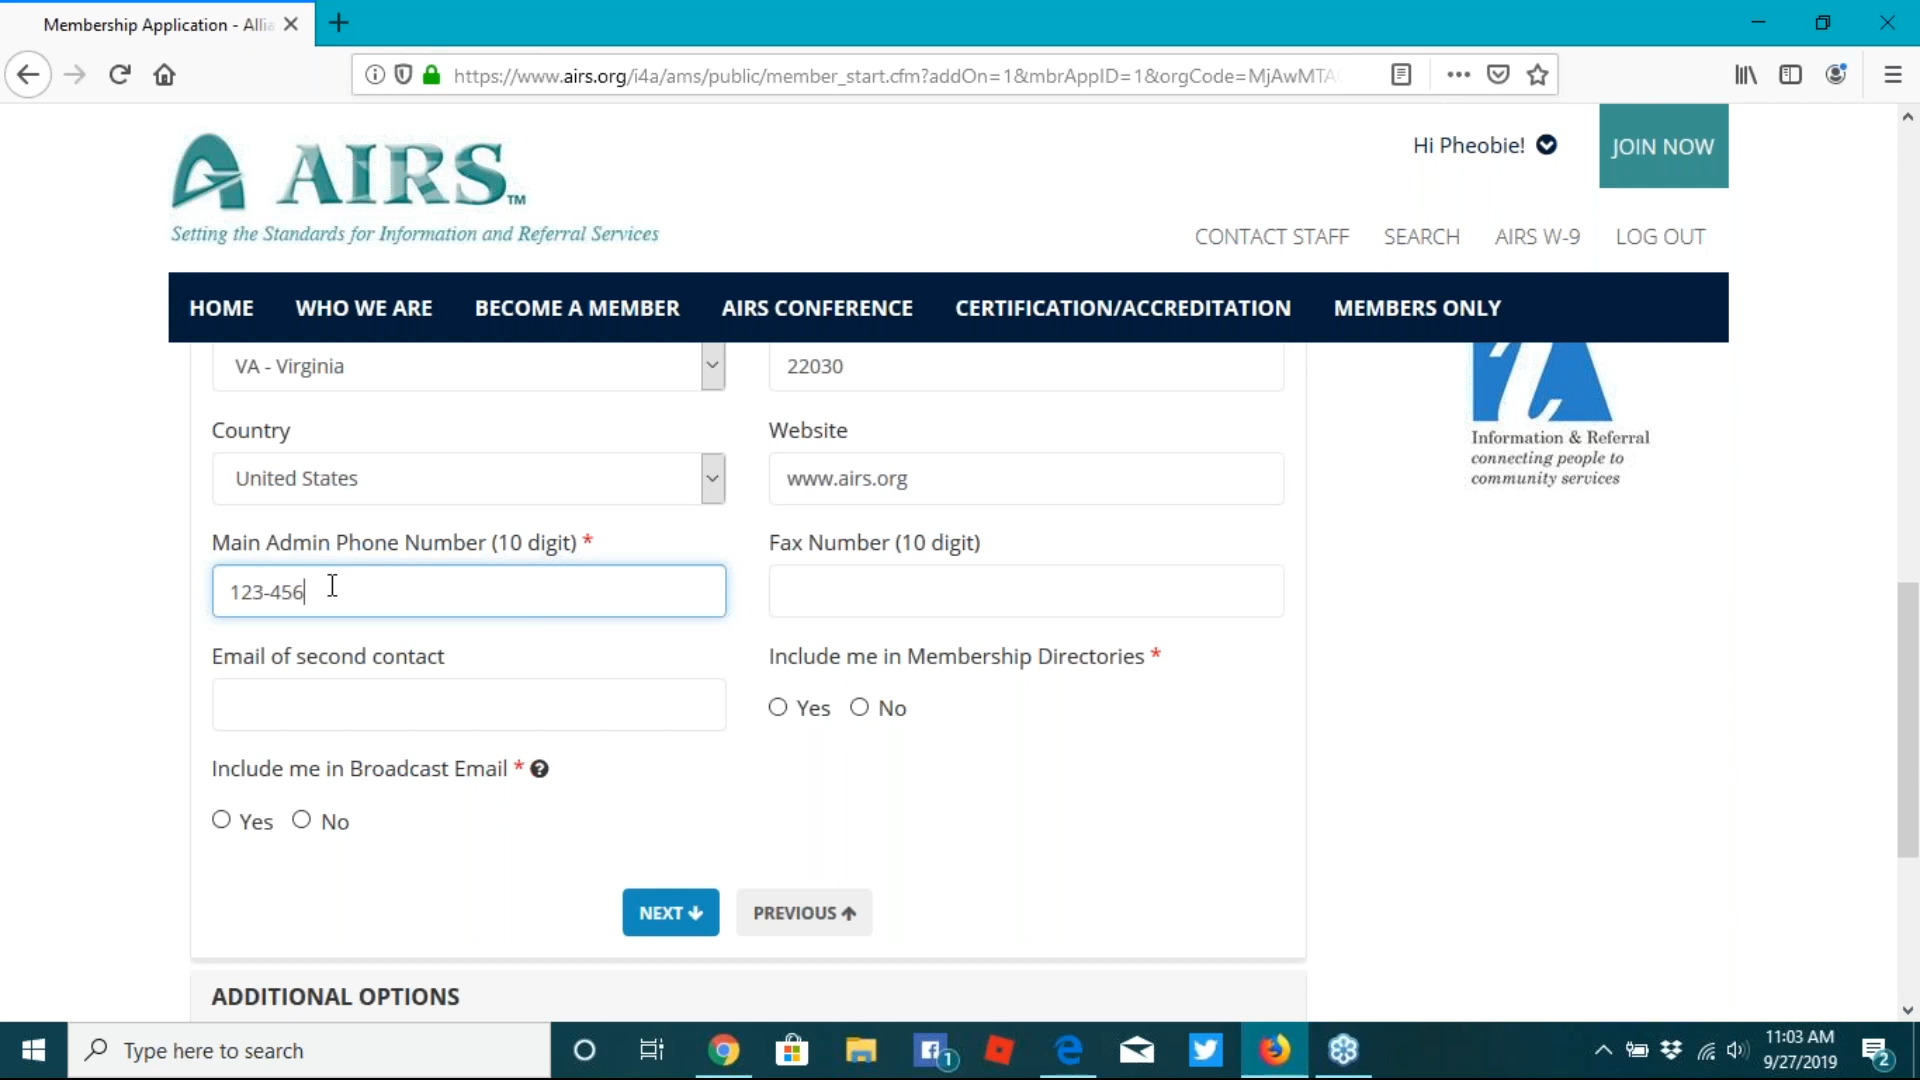 Membership Application - Allia
https://www.airs.org/i4a/ams/public/member_start.cfm?addOn=1&mbrAppID=1&orgCode=MjAwMTA
AIRS™
Setting the Standards for Information and Referral Services
Hi Pheobie!
JOIN NOW
CONTACT STAFF SEARCH AIRS W-9 LOG OUT
HOME WHO WE ARE BECOME A MEMBER AIRS CONFERENCE CERTIFICATION/ACCREDITATION MEMBERS ONLY
VA - Virginia 22030
Country Website
United States www.airs.org
Information & Referral
connecting people to
community services
Main Admin Phone Number (10 digit) * Fax Number (10 digit)
123-456
Email of second contact Include me in Membership Directories *
Yes No
Include me in Broadcast Email * ?
Yes No
NEXT PREVIOUS
ADDITIONAL OPTIONS
Type here to search
1
11:03 AM
9/27/2019
2